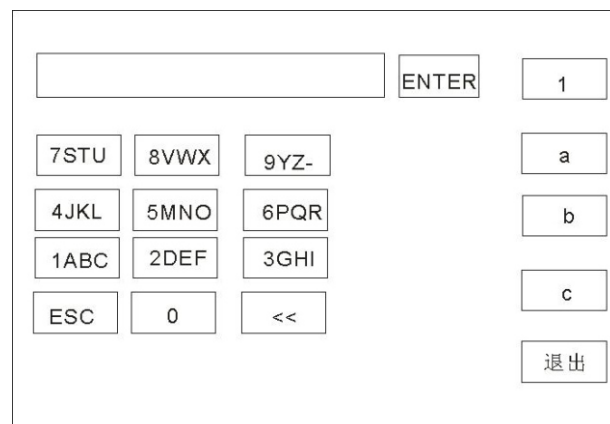 ENTER
1
7STU 8VWX 9YZ-
a
4JKL 5MNO 6PQR
b
1ABC 2DEF 3GHI
c
ESC 0 <<
退出